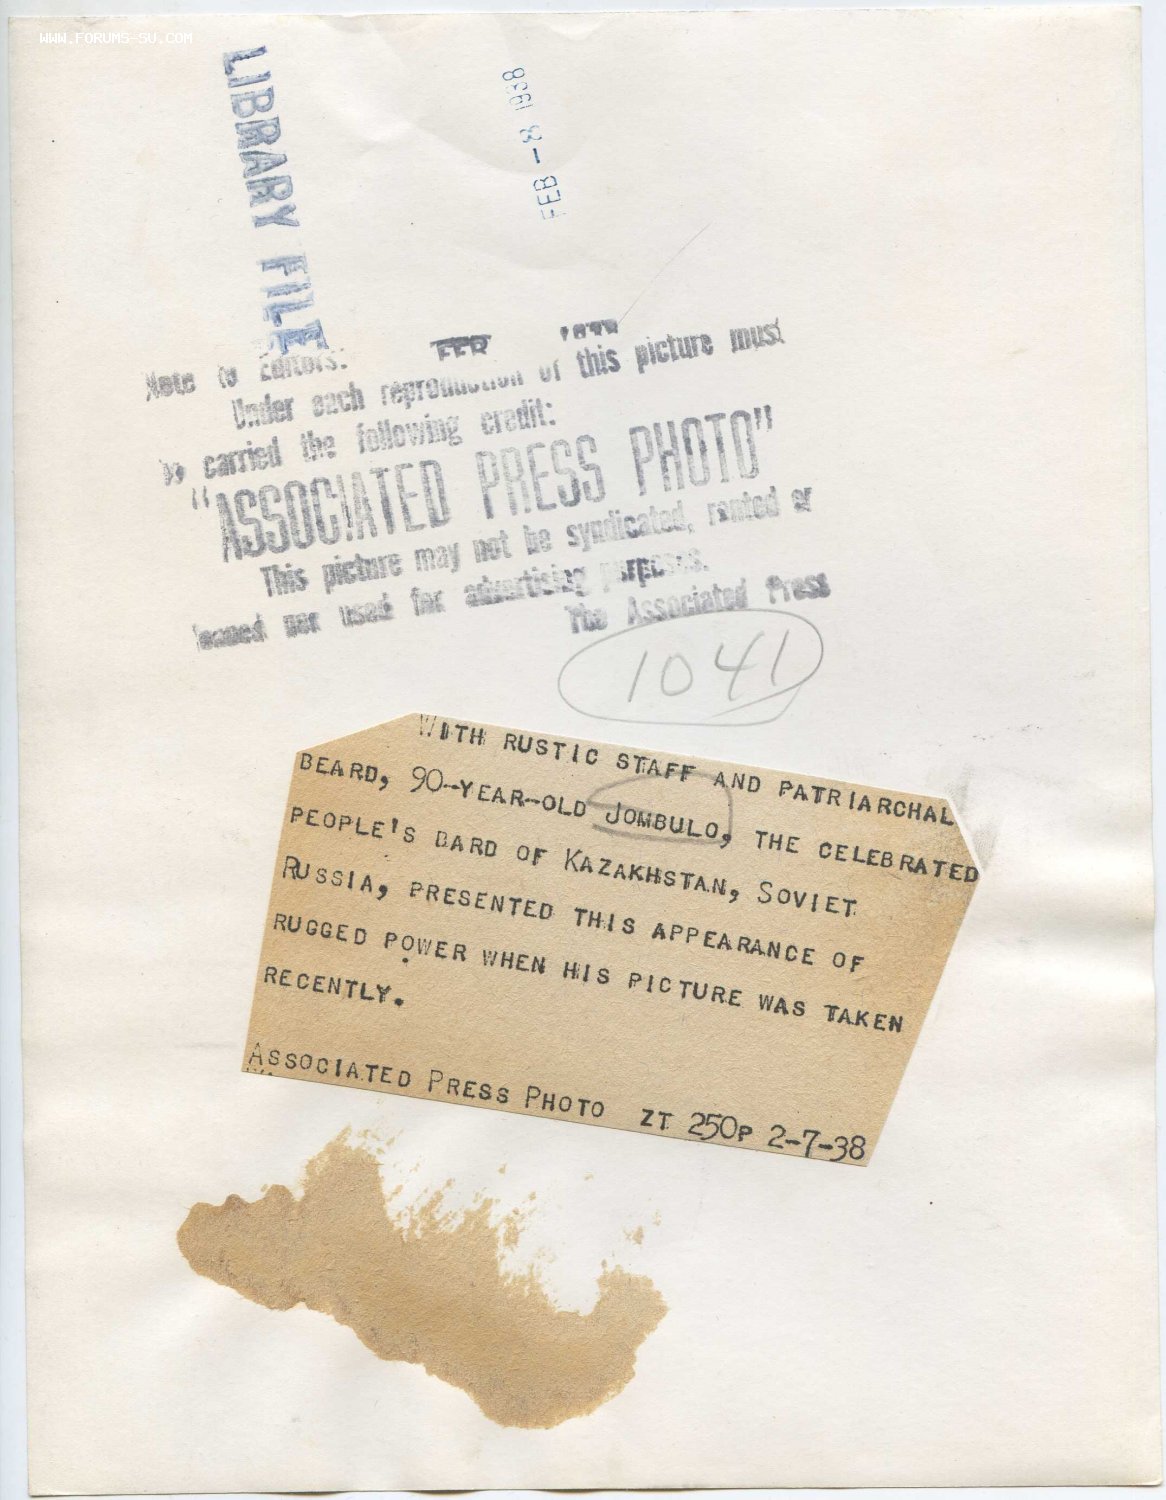 WWW.FORUMS-SU.COM
LIBRARY FILE
FEB -8 1938
FEB
Note to Editors:
Under each reproduction of this picture must
carried the following credit:
"ASSOCIATED PRESS PHOTO"
This picture may not be syndicated, rented or
loaned nor used for advertising purposes.
The Associated Press
1041
WITH RUSTIC STAFF AND PATRIARCHAL
BEARD, 90-YEAR-OLD JOMBULO, THE CELEBRATED
PEOPLE'S BARD OF KAZAKHSTAN, SOVIET
RUSSIA, PRESENTED THIS APPEARANCE OF
RUGGED POWER WHEN HIS PICTURE WAS TAKEN
RECENTLY.
ASSOCIATED PRESS PHOTO ZT 250P 2-7-38